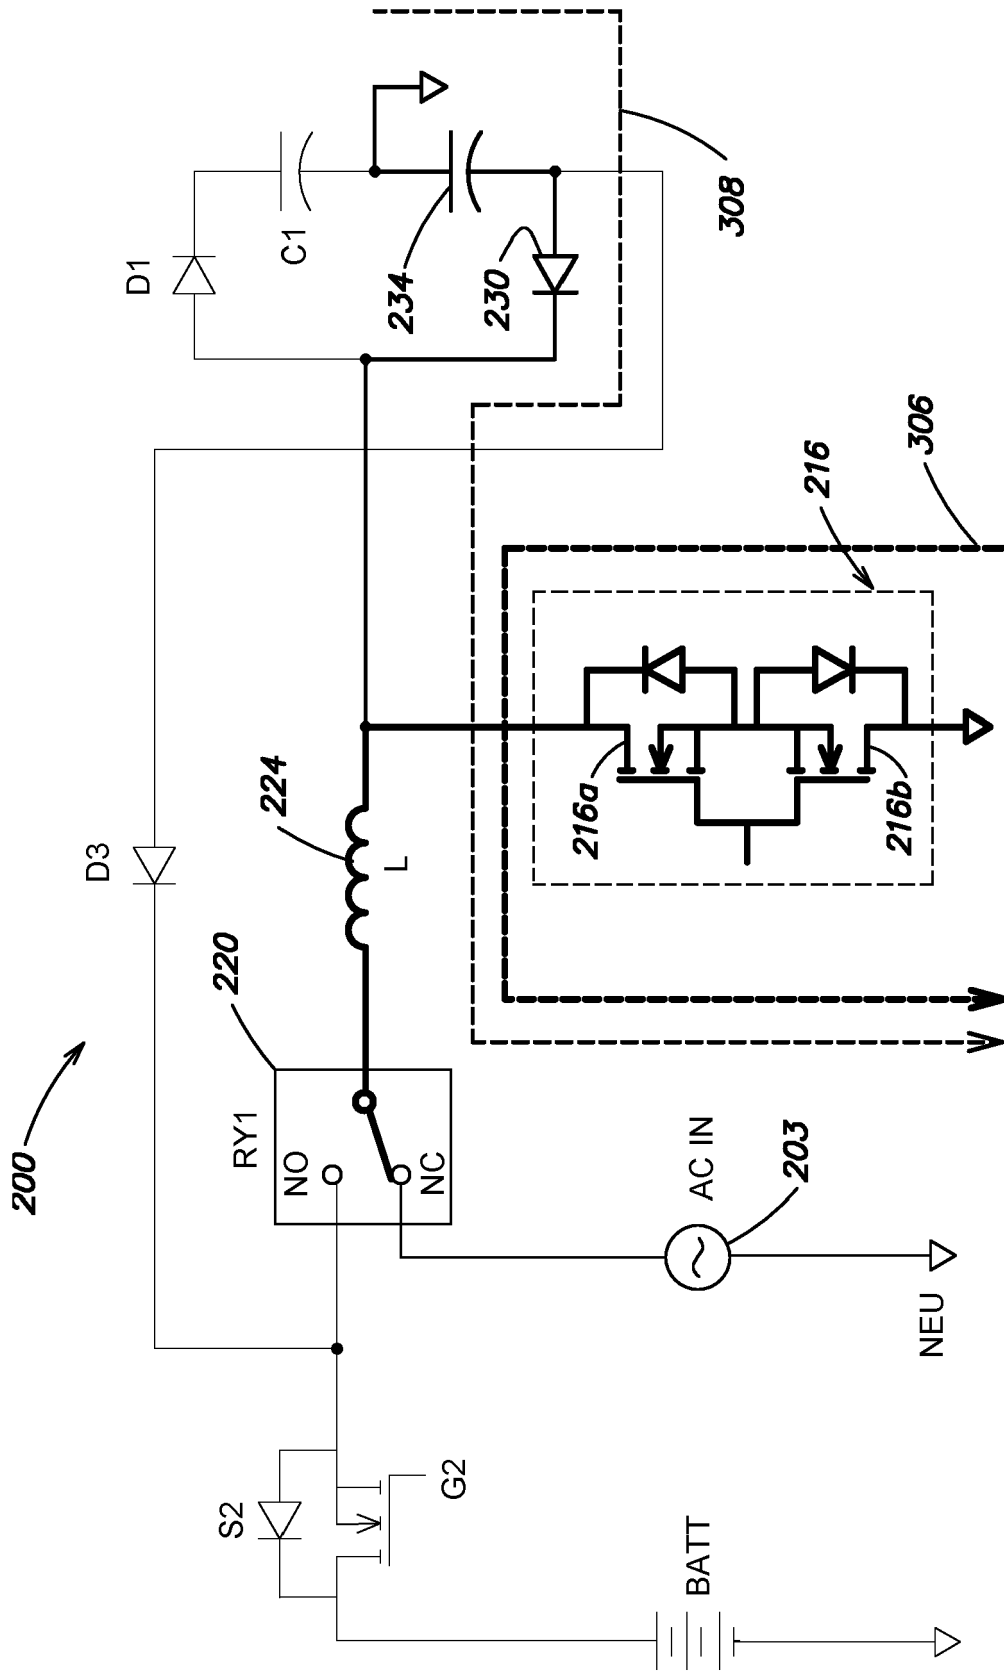 200
S2
G2
BATT
D3
220
RY1
NO
NC
AC IN
203
NEU
224
L
D1
C1
234
230
308
306
216
216a
216b